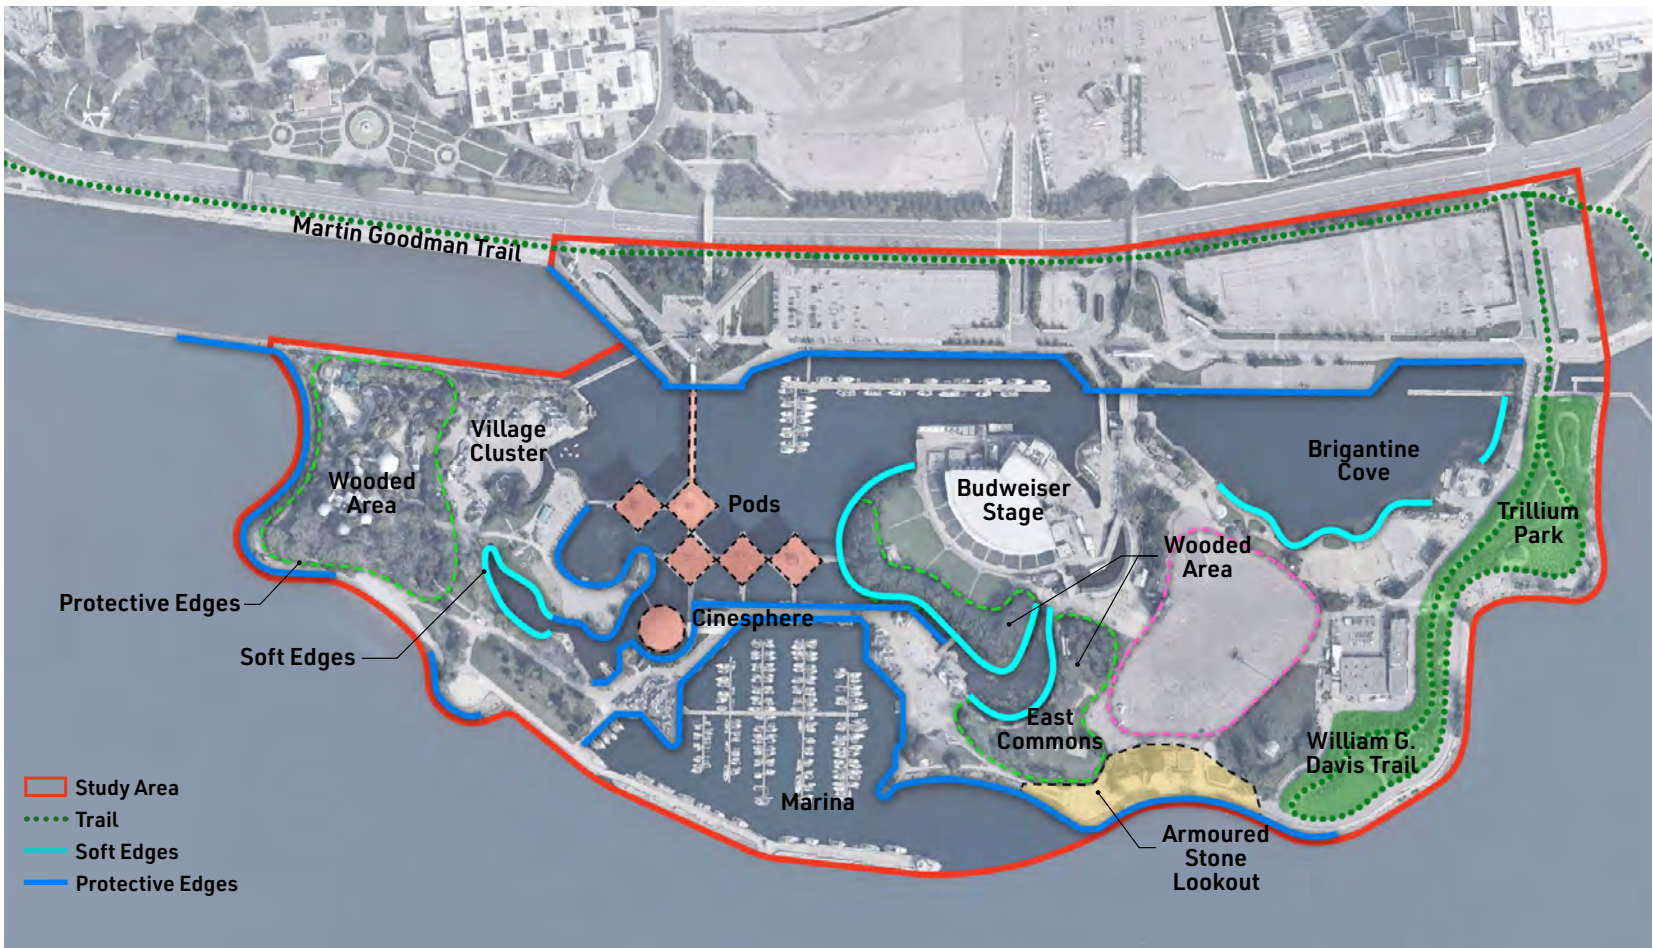 Martin Goodman Trail
Village
Cluster
Wooded
Area
Pods
Budweiser
Stage
Brigantine
Cove
Trillium
Park
Wooded
Area
Protective Edges
Soft Edges
Cinesphere
East
Commons
William G.
Davis Trail
Marina
Armoured
Stone
Lookout
Study Area
Trail
Soft Edges
Protective Edges